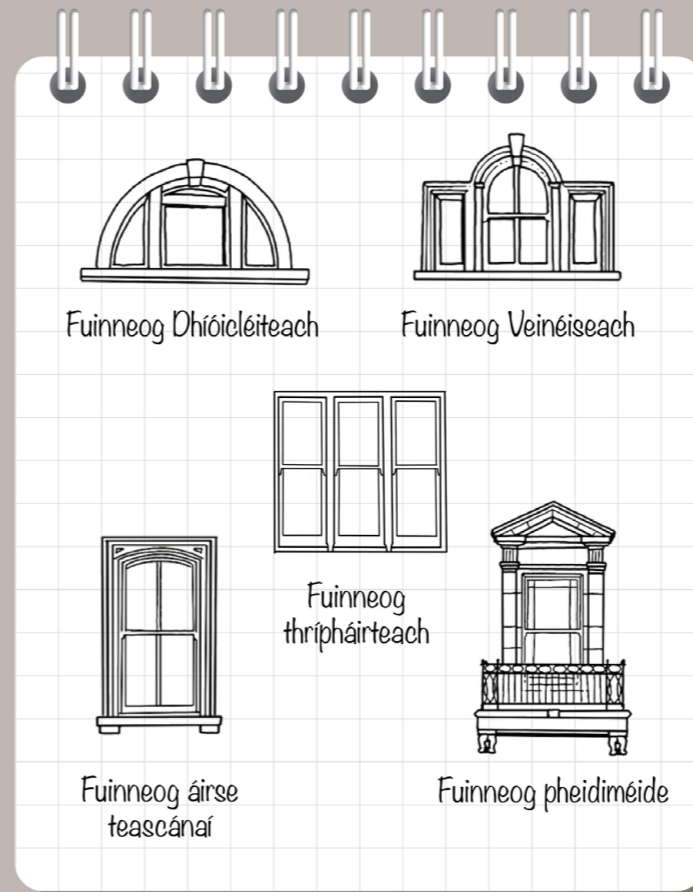 Fuinneog Dhíóicléiteach
Fuinneog Veinéiseach
Fuinneog
thrípháirteach
Fuinneog áirse
teascánaí
Fuinneog pheidiméide